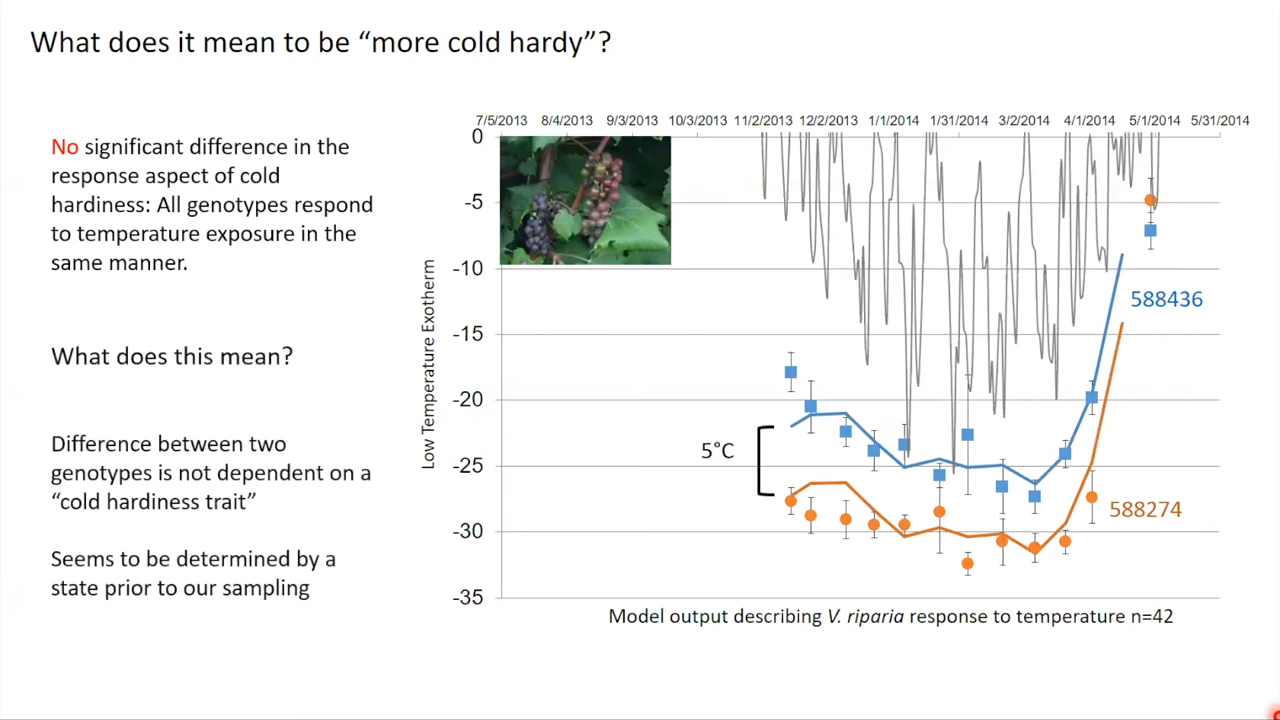 What does it mean to be “more cold hardy”?
No significant difference in the
response aspect of cold
hardiness: All genotypes respond
to temperature exposure in the
same manner.
What does this mean?
Difference between two
genotypes is not dependent on a
“cold hardiness trait”
Seems to be determined by a
state prior to our sampling
7/5/2013 8/4/2013 9/3/2013 10/3/2013 11/2/2013 12/2/2013 1/1/2014 1/31/2014 3/2/2014 4/1/2014 5/1/2014 5/31/2014
0
-5
-10
-15
-20
-25
-30
-35
Low Temperature Exotherm
5°C
588436
588274
Model output describing V. riparia response to temperature n=42